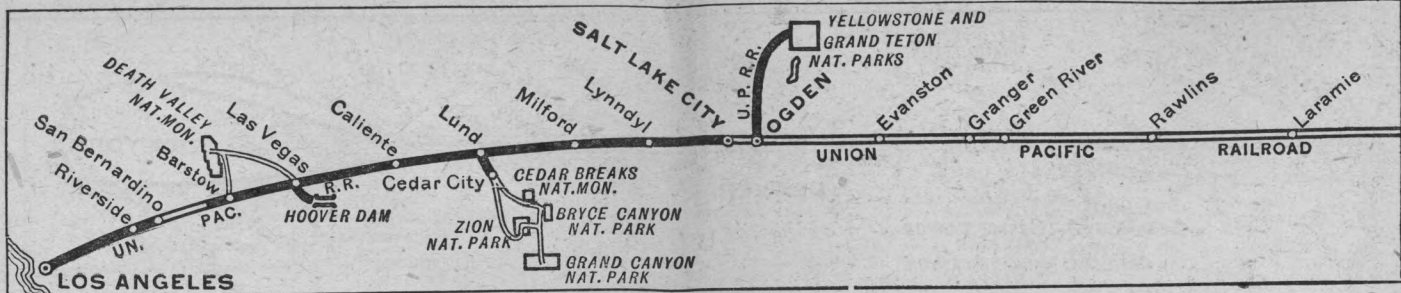 YELLOWSTONE AND
GRAND TETON
NAT. PARKS
U. P. R. R.
SALT LAKE CITY
OGDEN
Evanston
Granger
Green River
Rawlins
Laramie
UNION PACIFIC RAILROAD
Lynndyl
Milford
Lund
Caliente
Las Vegas
DEATH VALLEY
NAT. MON.
Barstow
San Bernardino
Riverside
UN. PAC. R.R.
HOOVER DAM
Cedar City
CEDAR BREAKS
NAT. MON.
BRYCE CANYON
NAT. PARK
ZION
NAT. PARK
GRAND CANYON
NAT. PARK
LOS ANGELES